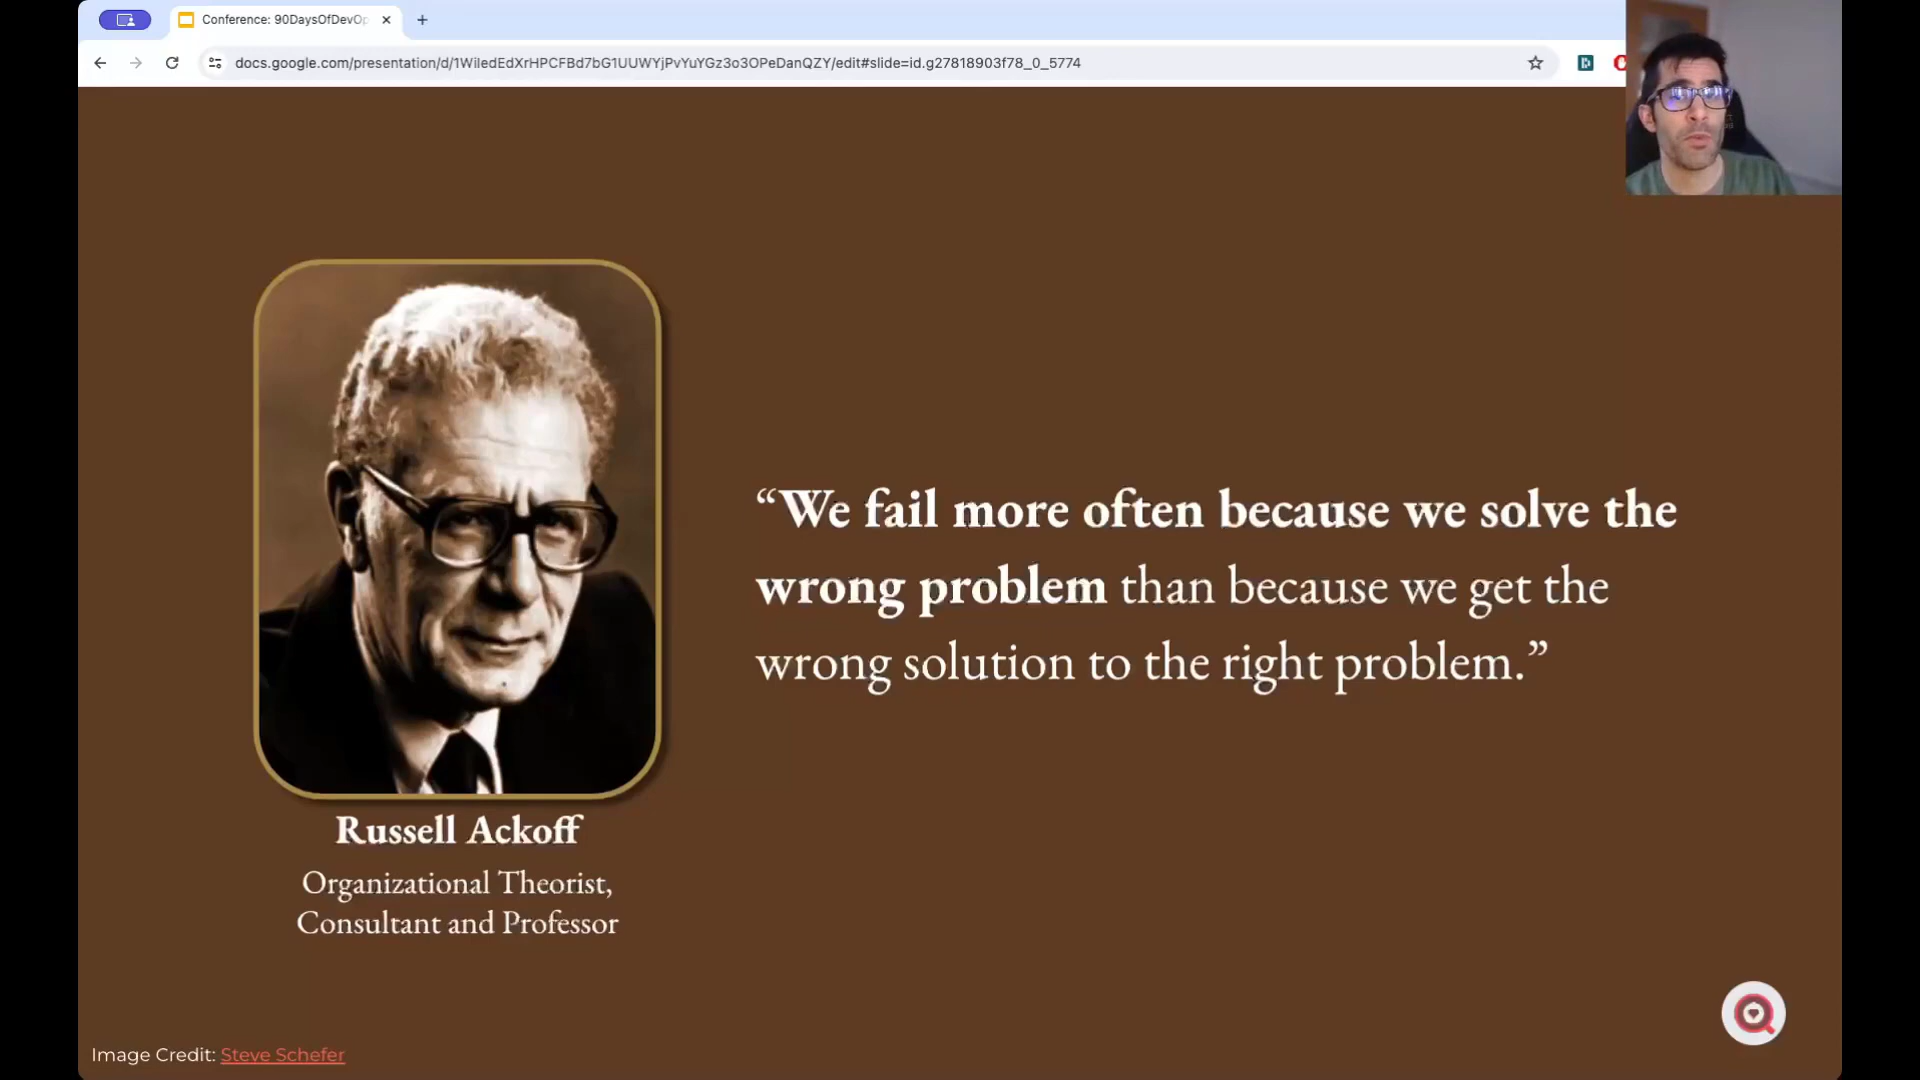 Conference: 90DaysOfDevOp
docs.google.com/presentation/d/1WiledEdXrHPCFBd7bG1UUWYjPvYuYGz3o3OPeDanQZY/edit#slide=id.g27818903f78_0_5774
“We fail more often because we solve the
wrong problem than because we get the
wrong solution to the right problem.”
Russell Ackoff
Organizational Theorist,
Consultant and Professor
Image Credit: Steve Schefer